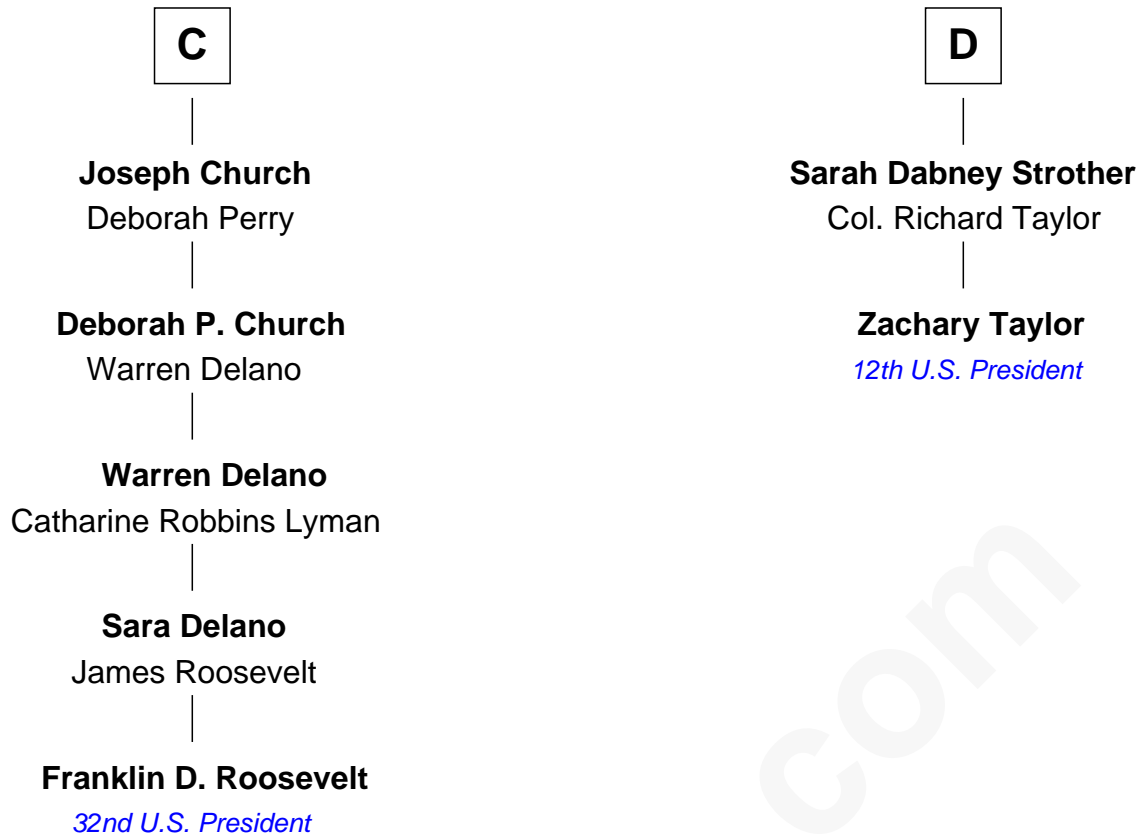 C
Joseph Church
Deborah Perry
Deborah P. Church
Warren Delano
Warren Delano
Catharine Robbins Lyman
Sara Delano
James Roosevelt
Franklin D. Roosevelt
32nd U.S. President
D
Sarah Dabney Strother
Col. Richard Taylor
Zachary Taylor
12th U.S. President
com